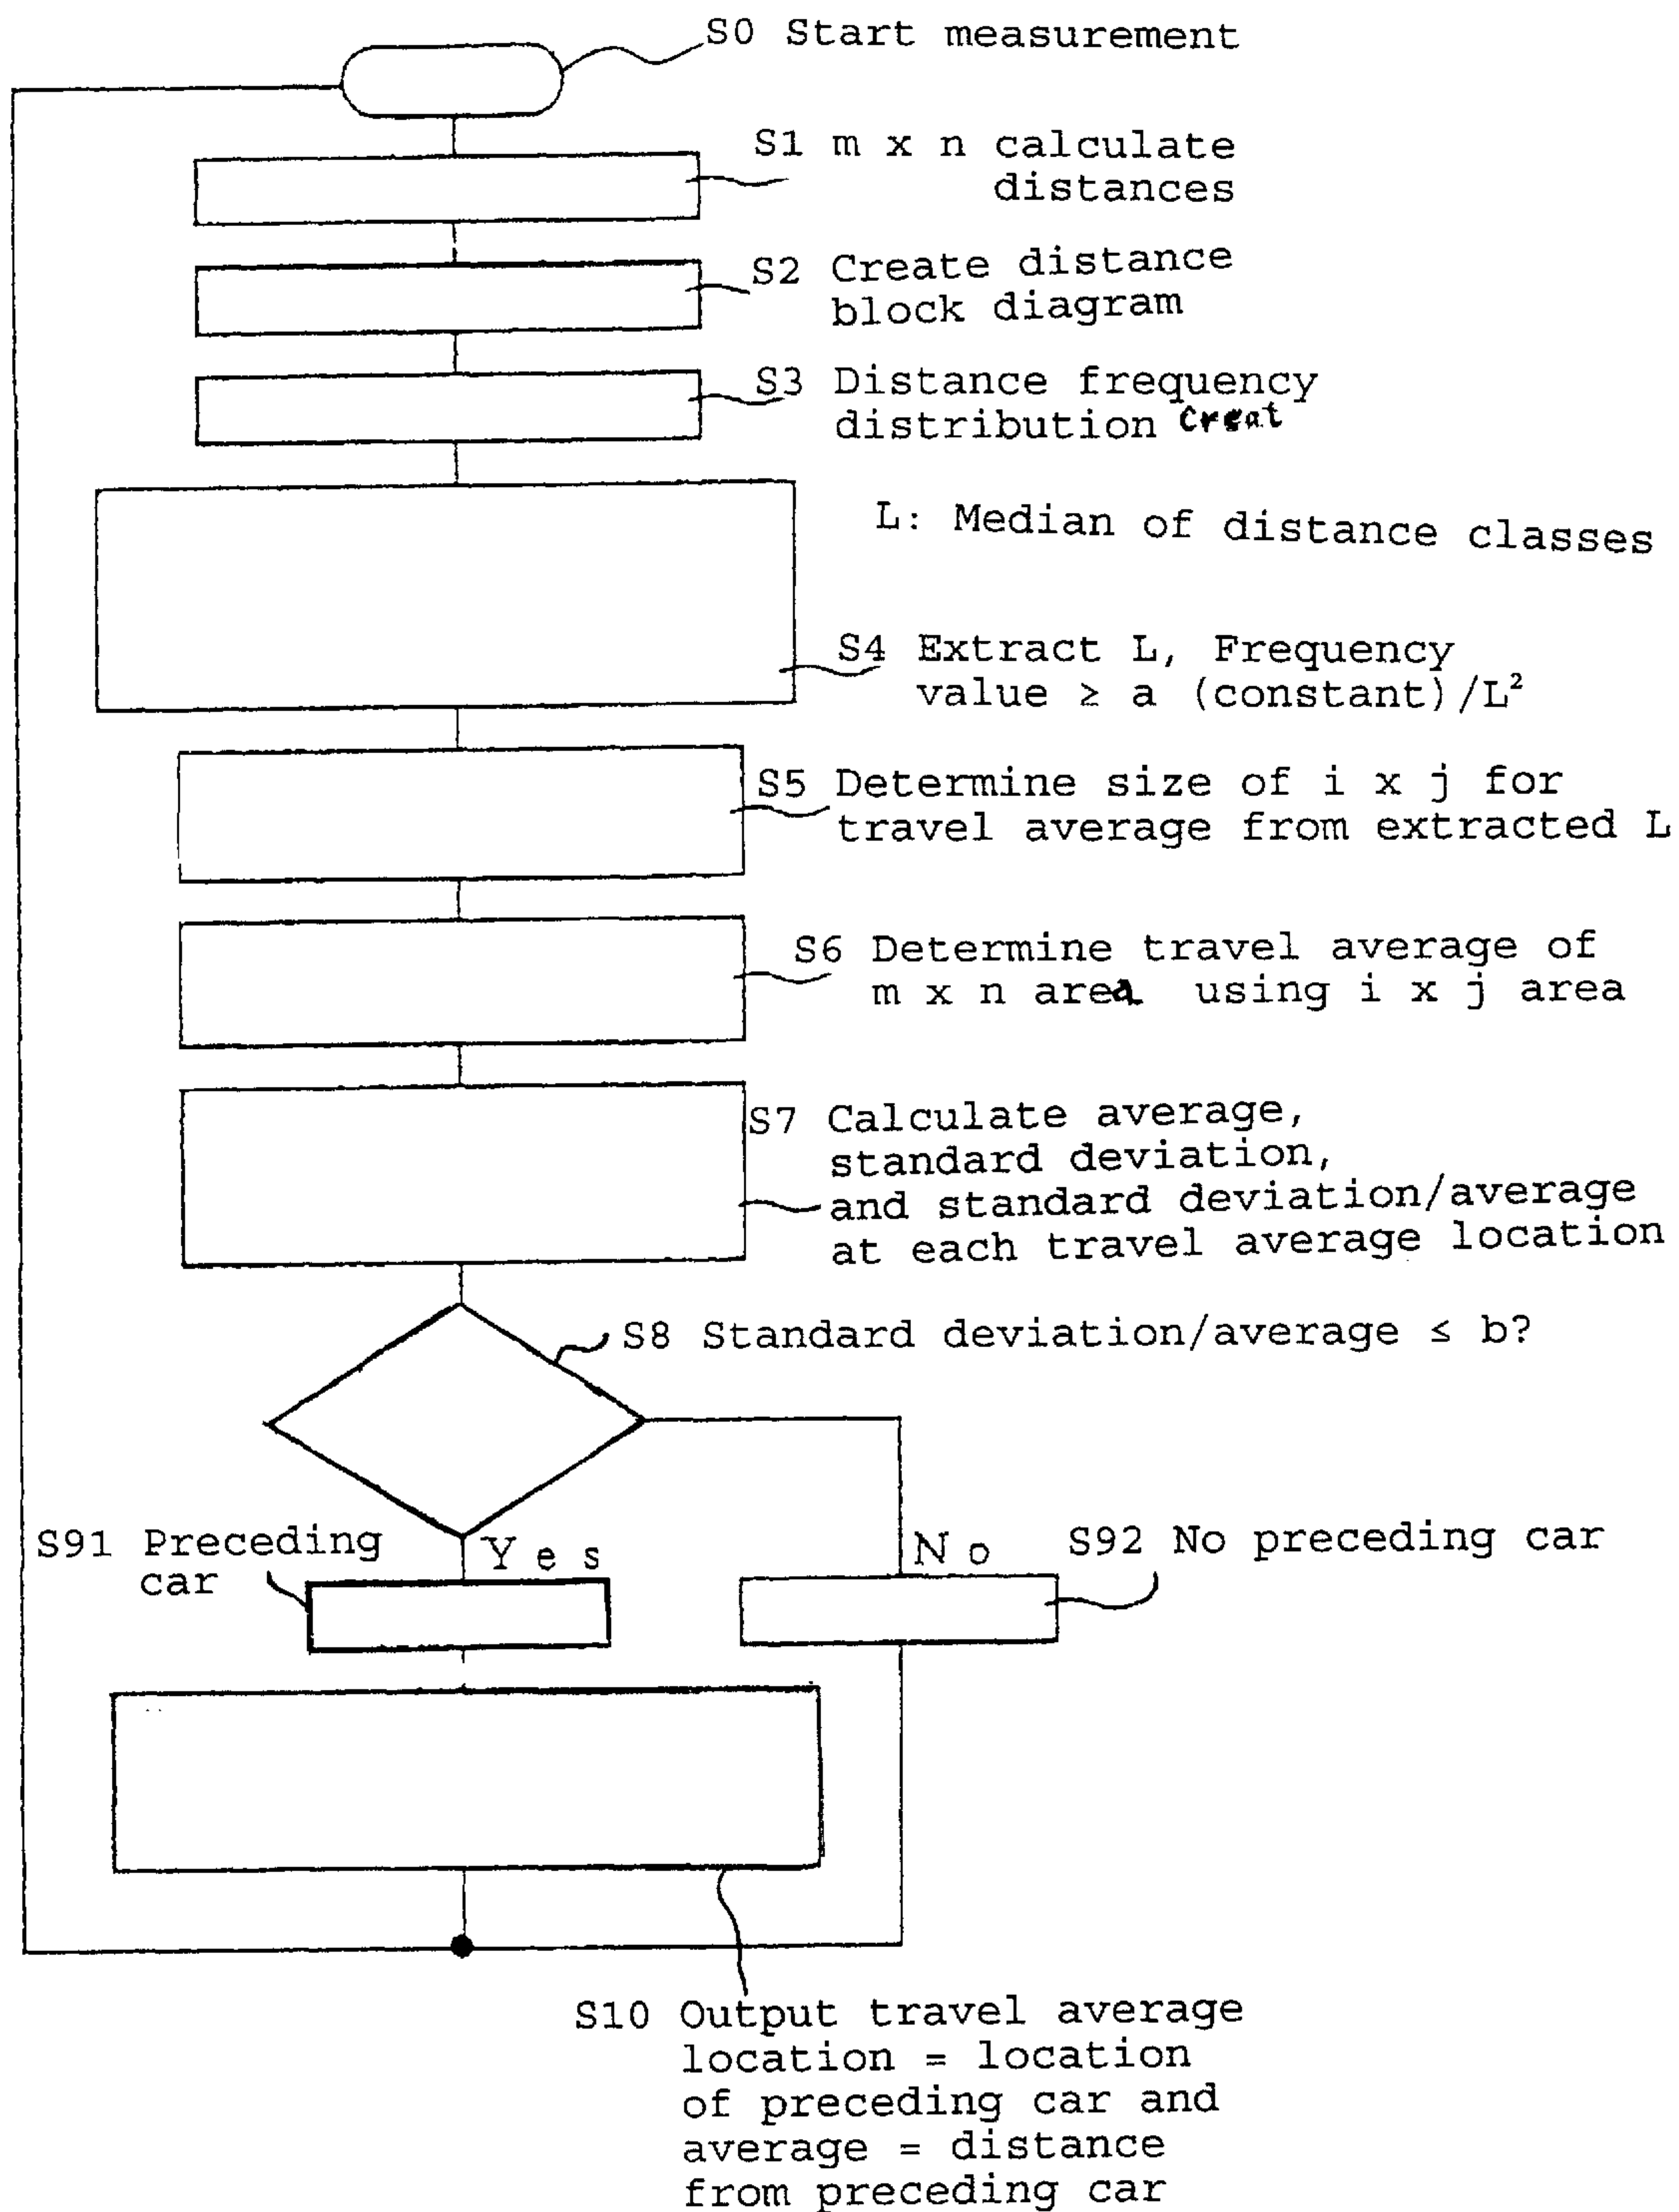 S0 Start measurement
S1 m x n calculate
distances
S2 Create distance
block diagram
S3 Distance frequency
distribution Creat
L: Median of distance classes
S4 Extract L, Frequency
value ≥ a (constant)/L²
S5 Determine size of i x j for
travel average from extracted L
S6 Determine travel average of
m x n area using i x j area
S7 Calculate average,
standard deviation,
and standard deviation/average
at each travel average location
S8 Standard deviation/average ≤ b?
S91 Preceding
car
Yes
No
S92 No preceding car
S10 Output travel average
location = location
of preceding car and
average = distance
from preceding car